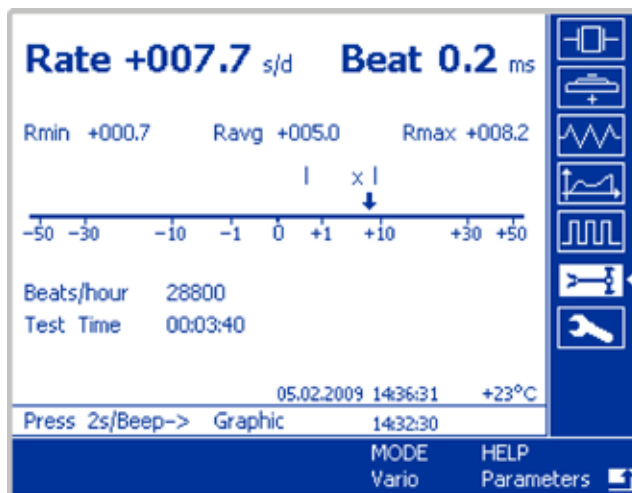 Rate +007.7 s/d Beat 0.2 ms
Rmin +000.7 Ravg +005.0 Rmax +008.2
x
-50 -30 -10 -1 0 +1 +10 +30 +50
Beats/hour 28800
Test Time 00:03:40
05.02.2009 14:36:31 +23°C
Press 2s/Beep-> Graphic 14:32:30
MODE HELP
Vario Parameters